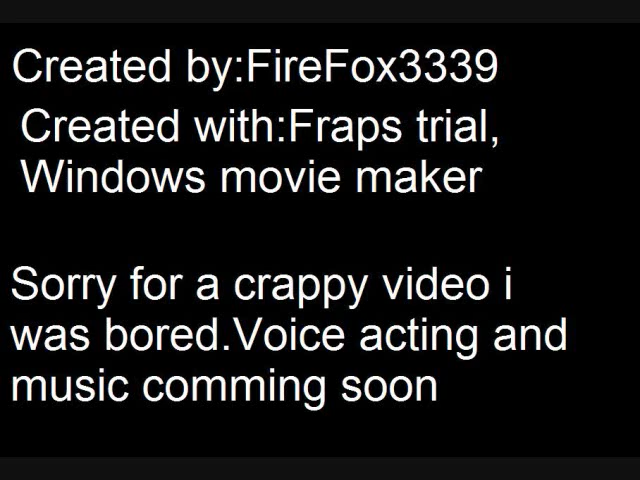 Created by:FireFox3339
Created with:Fraps trial,
Windows movie maker
Sorry for a crappy video i
was bored.Voice acting and
music comming soon